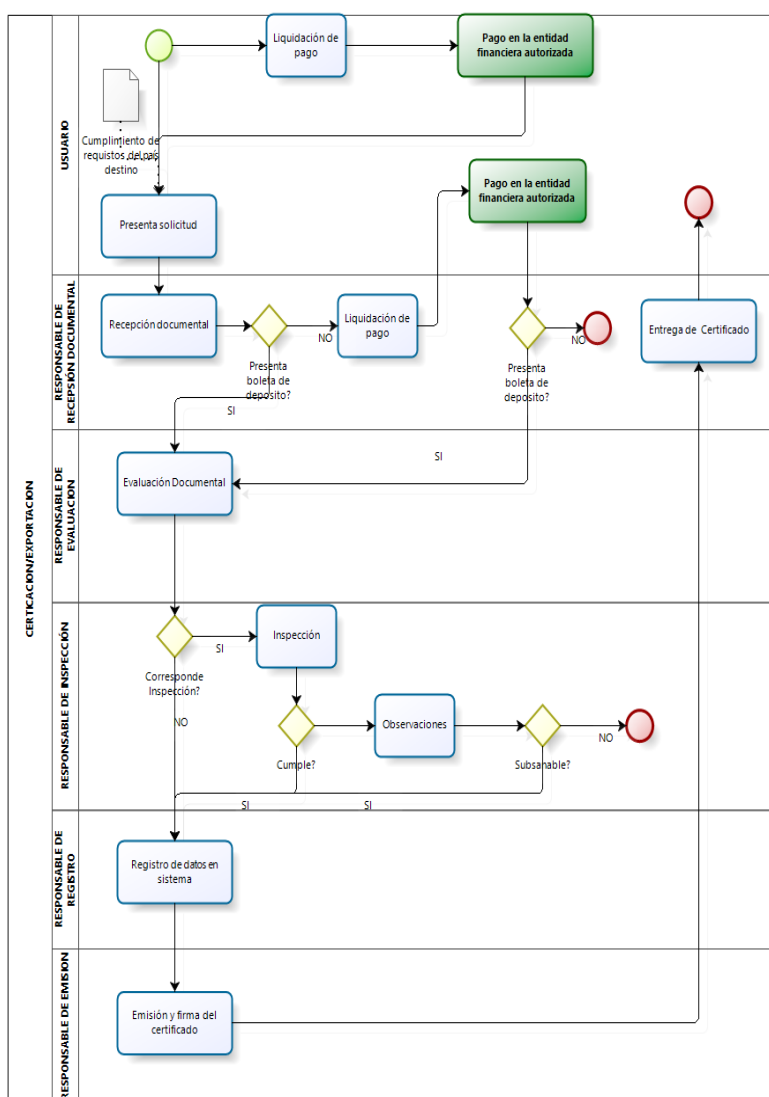 CERTICACION/EXPORTACION
USUARIO
Liquidación de
pago
Pago en la entidad
financiera autorizada
Cumplimiento de
requistos del país
destino
Pago en la entidad
financiera autorizada
Presenta solicitud
RESPONSABLE DE
RECEPSIÓN DOCUMENTAL
Recepción documental
NO
Liquidación de
pago
Presenta
boleta de
deposito?
SI
NO
Presenta
boleta de
deposito?
Entrega de Certificado
RESPONSABLE DE
EVALUACION
SI
Evaluación Documental
RESPONSABLE DE INSPECCIÓN
SI
Inspección
Corresponde
Inspección?
NO
Cumple?
Observaciones
Subsanable?
NO
SI
SI
RESPONSABLE DE
REGISTRO
Registro de datos en
sistema
RESPONSABLE DE EMISION
Emisión y firma del
certificado